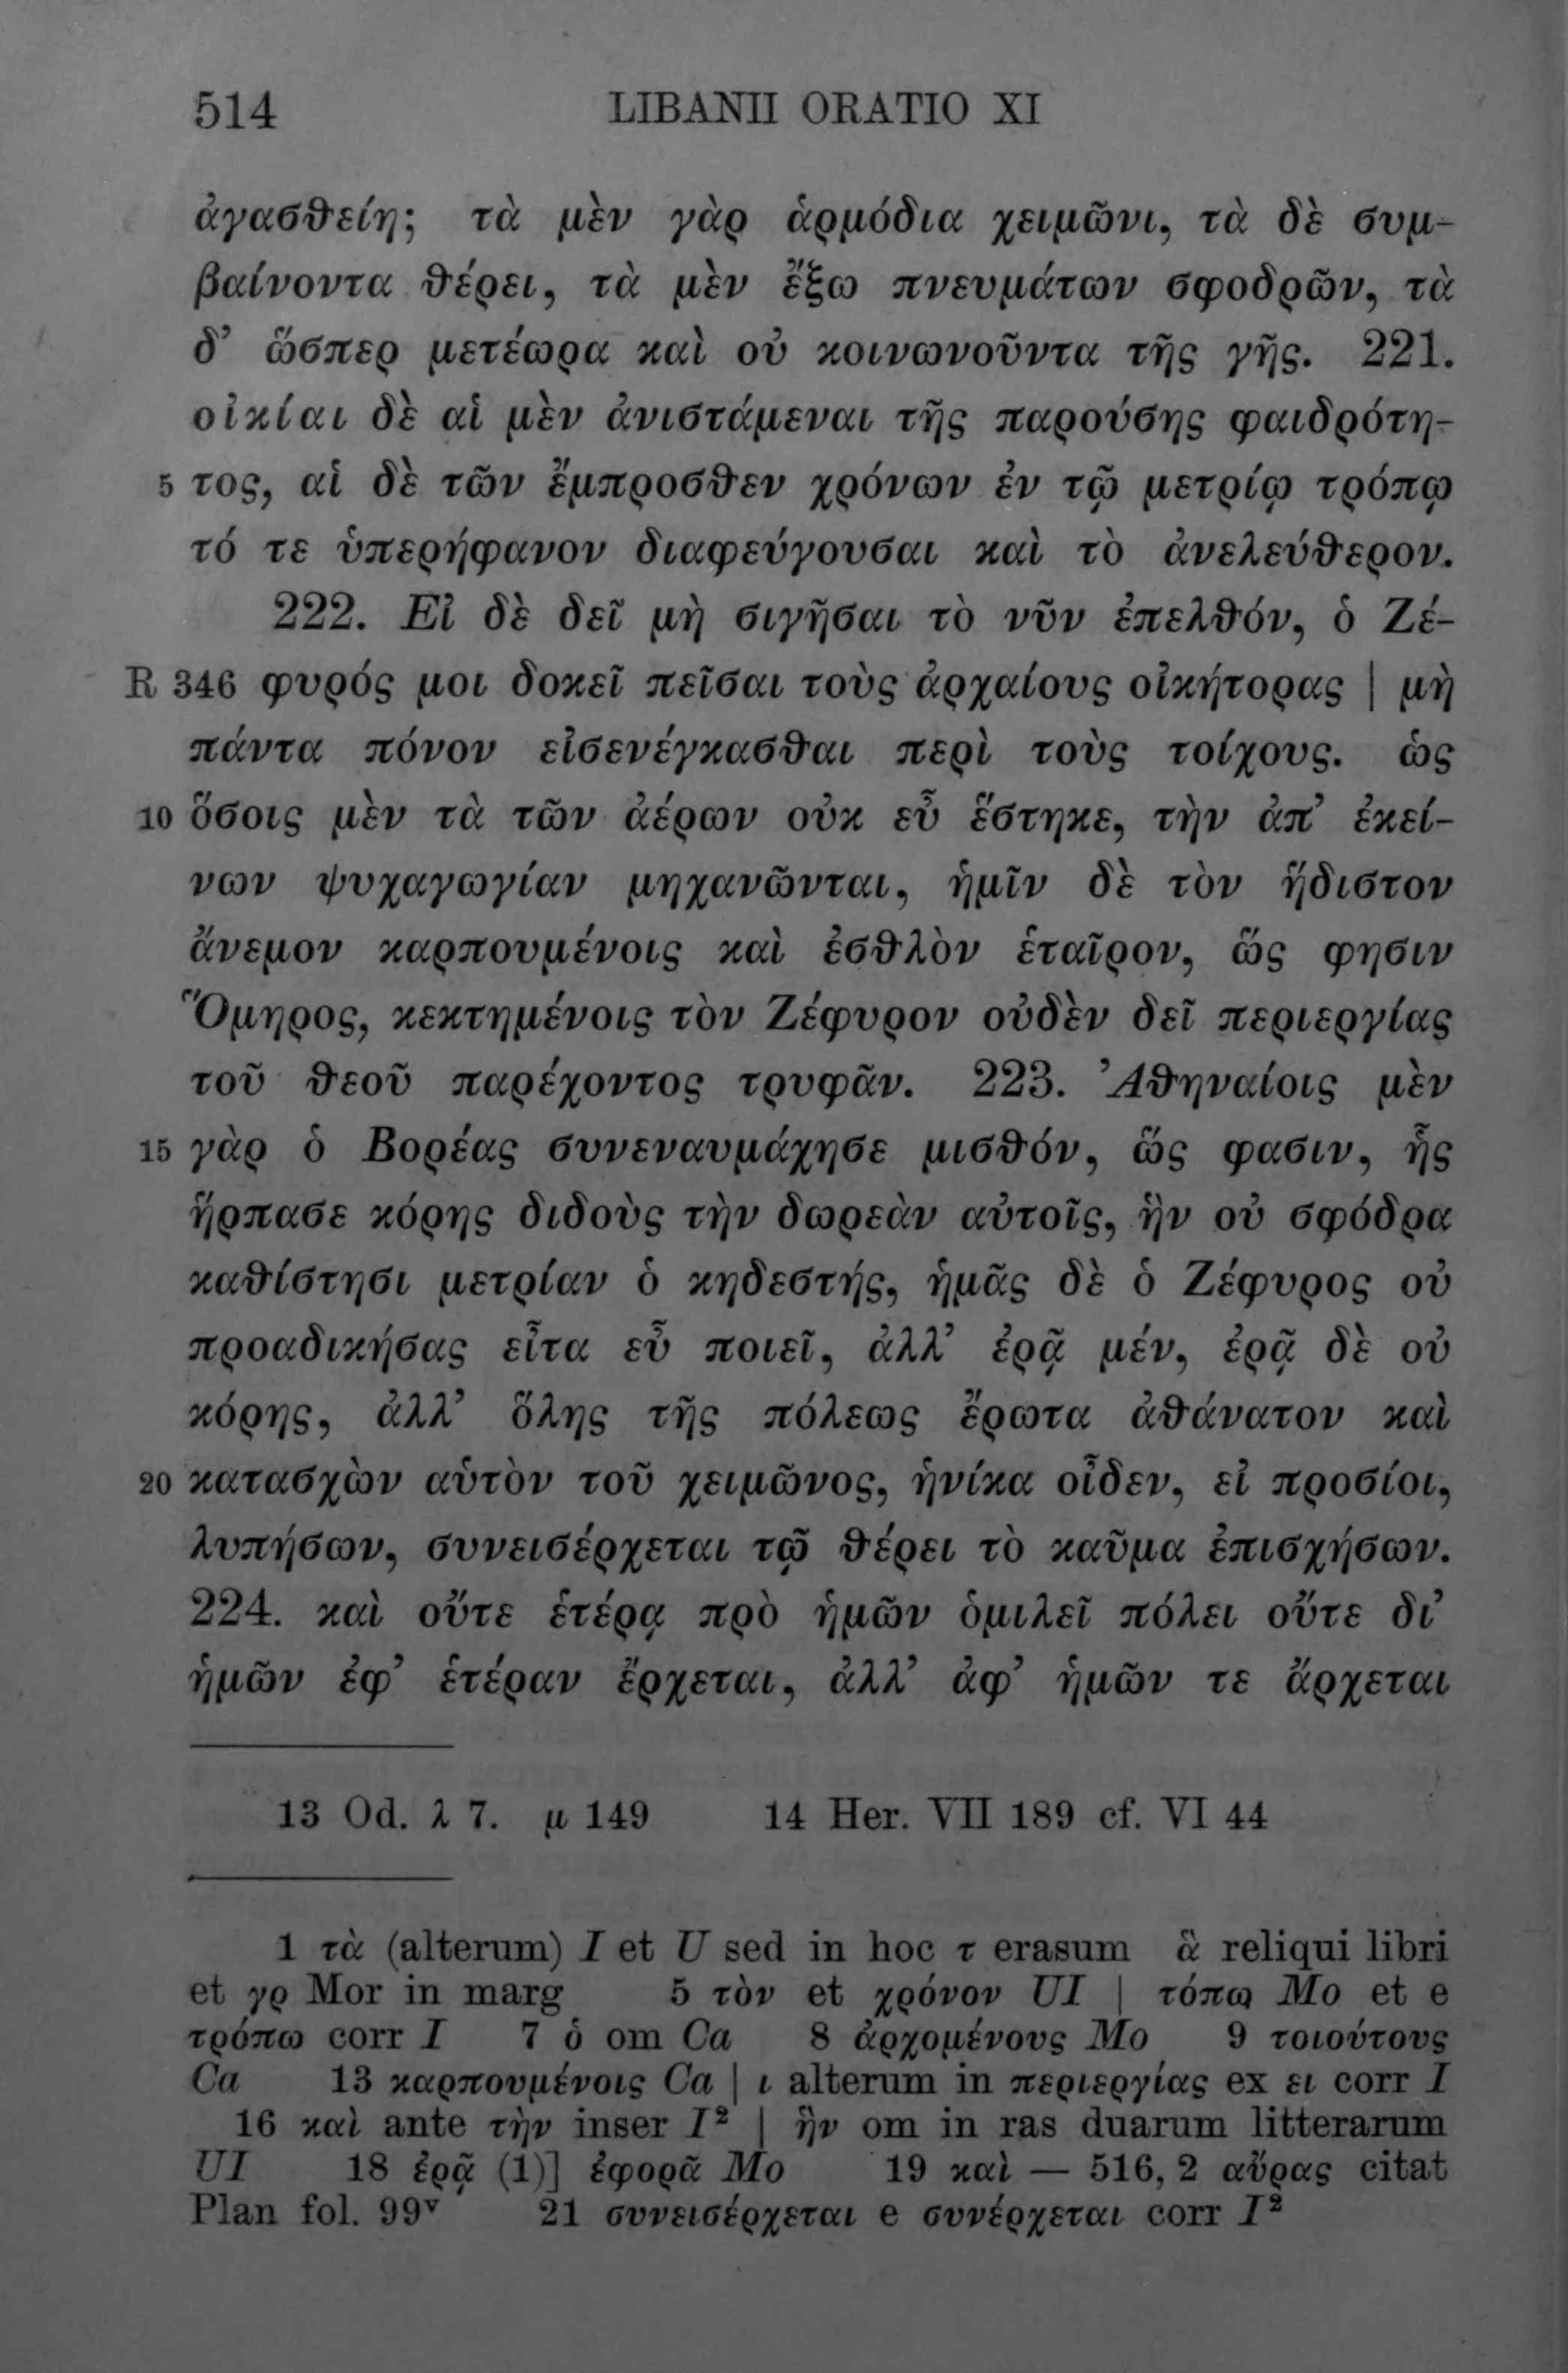 514 LIBANII ORATIO XI
ἀγασθείη; τὰ μὲν γὰρ ἁρμόδια χειμῶνι, τὰ δὲ συμ-
βαίνοντα θέρει, τὰ μὲν ἔξω πνευμάτων σφοδρῶν, τὰ
δ’ ὥσπερ μετέωρα καὶ οὐ κοινωνοῦντα τῆς γῆς. 221.
οἰκίαι δὲ αἱ μὲν ἀνιστάμεναι τῆς παρούσης φαιδρότη-
5 τος, αἱ δὲ τῶν ἔμπροσθεν χρόνων ἐν τῷ μετρίῳ τρόπῳ
τό τε ὑπερήφανον διαφεύγουσαι καὶ τὸ ἀνελεύθερον.
222. Εἰ δὲ δεῖ μὴ σιγῆσαι τὸ νῦν ἐπελθόν, ὁ Ζέ-
R 346 φυρός μοι δοκεῖ πεῖσαι τοὺς ἀρχαίους οἰκήτορας | μὴ
πάντα πόνον εἰσενέγκασθαι περὶ τοὺς τοίχους. ὡς
10 ὅσοις μὲν τὰ τῶν ἀέρων οὐκ εὖ ἕστηκε, τὴν ἀπ’ ἐκεί-
νων ψυχαγωγίαν μηχανῶνται, ἡμῖν δὲ τὸν ἥδιστον
ἄνεμον καρπουμένοις καὶ ἐσθλὸν ἑταῖρον, ὥς φησιν
Ὅμηρος, κεκτημένοις τὸν Ζέφυρον οὐδὲν δεῖ περιεργίας
τοῦ θεοῦ παρέχοντος τρυφᾶν. 223. Ἀθηναίοις μὲν
15 γὰρ ὁ Βορέας συνεναυμάχησε μισθόν, ὥς φασιν, ἧς
ἥρπασε κόρης διδοὺς τὴν δωρεὰν αὐτοῖς, ἣν οὐ σφόδρα
καθίστησι μετρίαν ὁ κηδεστής, ἡμᾶς δὲ ὁ Ζέφυρος οὐ
προαδικήσας εἶτα εὖ ποιεῖ, ἀλλ’ ἐρᾷ μέν, ἐρᾷ δὲ οὐ
κόρης, ἀλλ’ ὅλης τῆς πόλεως ἔρωτα ἀθάνατον καὶ
20 κατασχὼν αὑτὸν τοῦ χειμῶνος, ἡνίκα οἶδεν, εἰ προσίοι,
λυπήσων, συνεισέρχεται τῷ θέρει τὸ καῦμα ἐπισχήσων.
224. καὶ οὔτε ἑτέρᾳ πρὸ ἡμῶν ὁμιλεῖ πόλει οὔτε δι’
ἡμῶν ἐφ’ ἑτέραν ἔρχεται, ἀλλ’ ἀφ’ ἡμῶν τε ἄρχεται
13 Od. λ 7. μ 149 14 Her. VII 189 cf. VI 44
1 τὰ (alterum) I et U sed in hoc τ erasum ἃ reliqui libri
et γρ Mor in marg 5 τὸν et χρόνον UI | τόπῳ Mo et e
τρόπω corr I 7 ὁ om Ca 8 ἀρχομένους Mo 9 τοιούτους
Ca 13 καρπουμένοις Ca | ι alterum in περιεργίας ex ει corr I
16 καὶ ante τὴν inser I² | ἣν om in ras duarum litterarum
UI 18 ἐρᾷ (1)] ἐφορᾷ Mo 19 καὶ — 516, 2 αὔρας citat
Plan fol. 99ᵛ 21 συνεισέρχεται e συνέρχεται corr I²